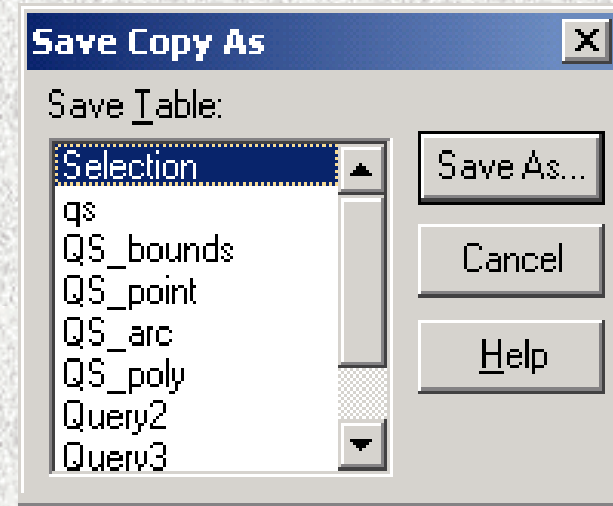 Save Copy As
Save Table:
Selection
qs
QS_bounds
QS_point
QS_arc
QS_poly
Query2
Query3
Save As...
Cancel
Help